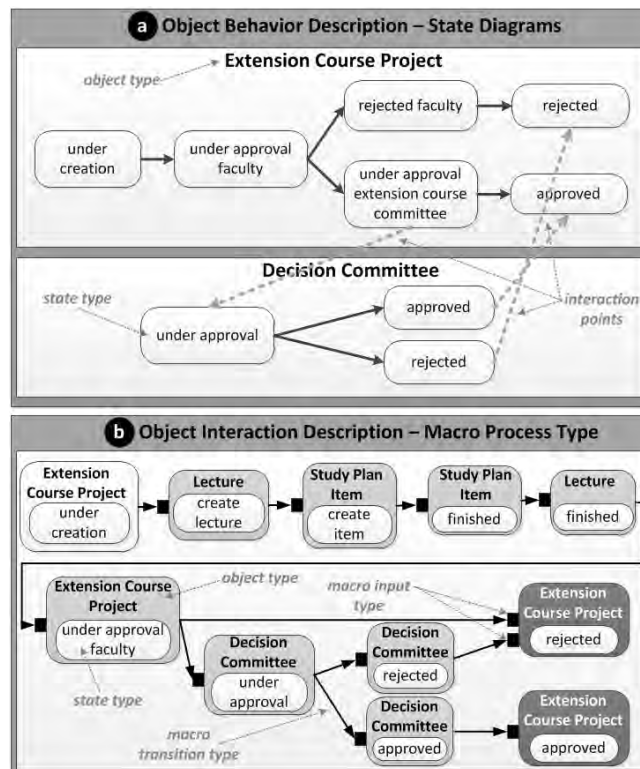 a Object Behavior Description – State Diagrams
Extension Course Project
object type
rejected faculty
rejected
under
creation
under approval
faculty
under approval
extension course
committee
approved
Decision Committee
state type
under approval
approved
rejected
interaction
points
b Object Interaction Description – Macro Process Type
Extension
Course Project
under
creation
Lecture
create
lecture
Study Plan
Item
create
item
Study Plan
Item
finished
Lecture
finished
Extension Course
Project
under approval
faculty
object type
state type
macro input
type
Decision
Committee
under
approval
macro
transition type
Decision
Committee
rejected
Decision
Committee
approved
Extension
Course Project
rejected
Extension
Course Project
approved